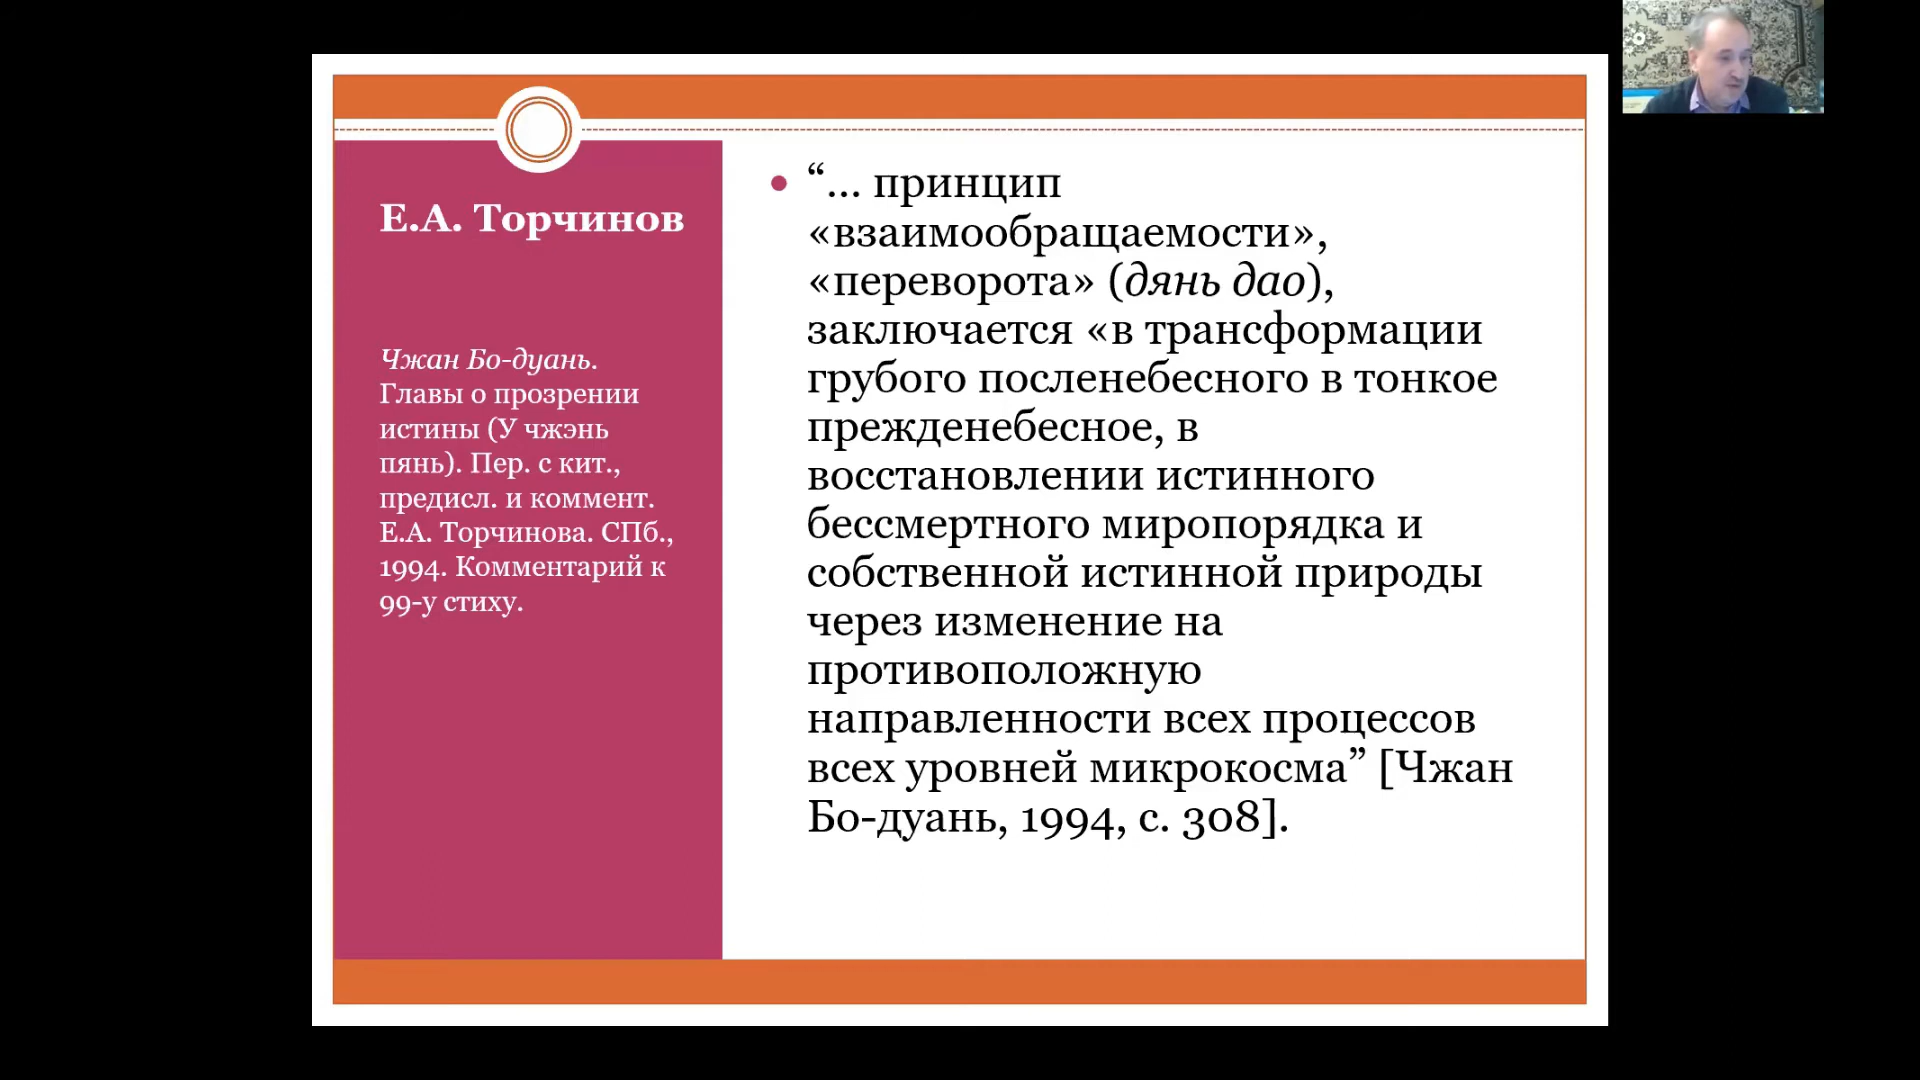 Е.А. Торчинов
Чжан Бо-дуань.
Главы о прозрении
истины (У чжэнь
пянь). Пер. с кит.,
предисл. и коммент.
Е.А. Торчинова. СПб.,
1994. Комментарий к
99-у стиху.
“... принцип
«взаимообращаемости»,
«переворота» (дянь дао),
заключается «в трансформации
грубого посленебесного в тонкое
прежденебесное, в
восстановлении истинного
бессмертного миропорядка и
собственной истинной природы
через изменение на
противоположную
направленности всех процессов
всех уровней микрокосма” [Чжан
Бо-дуань, 1994, с. 308].